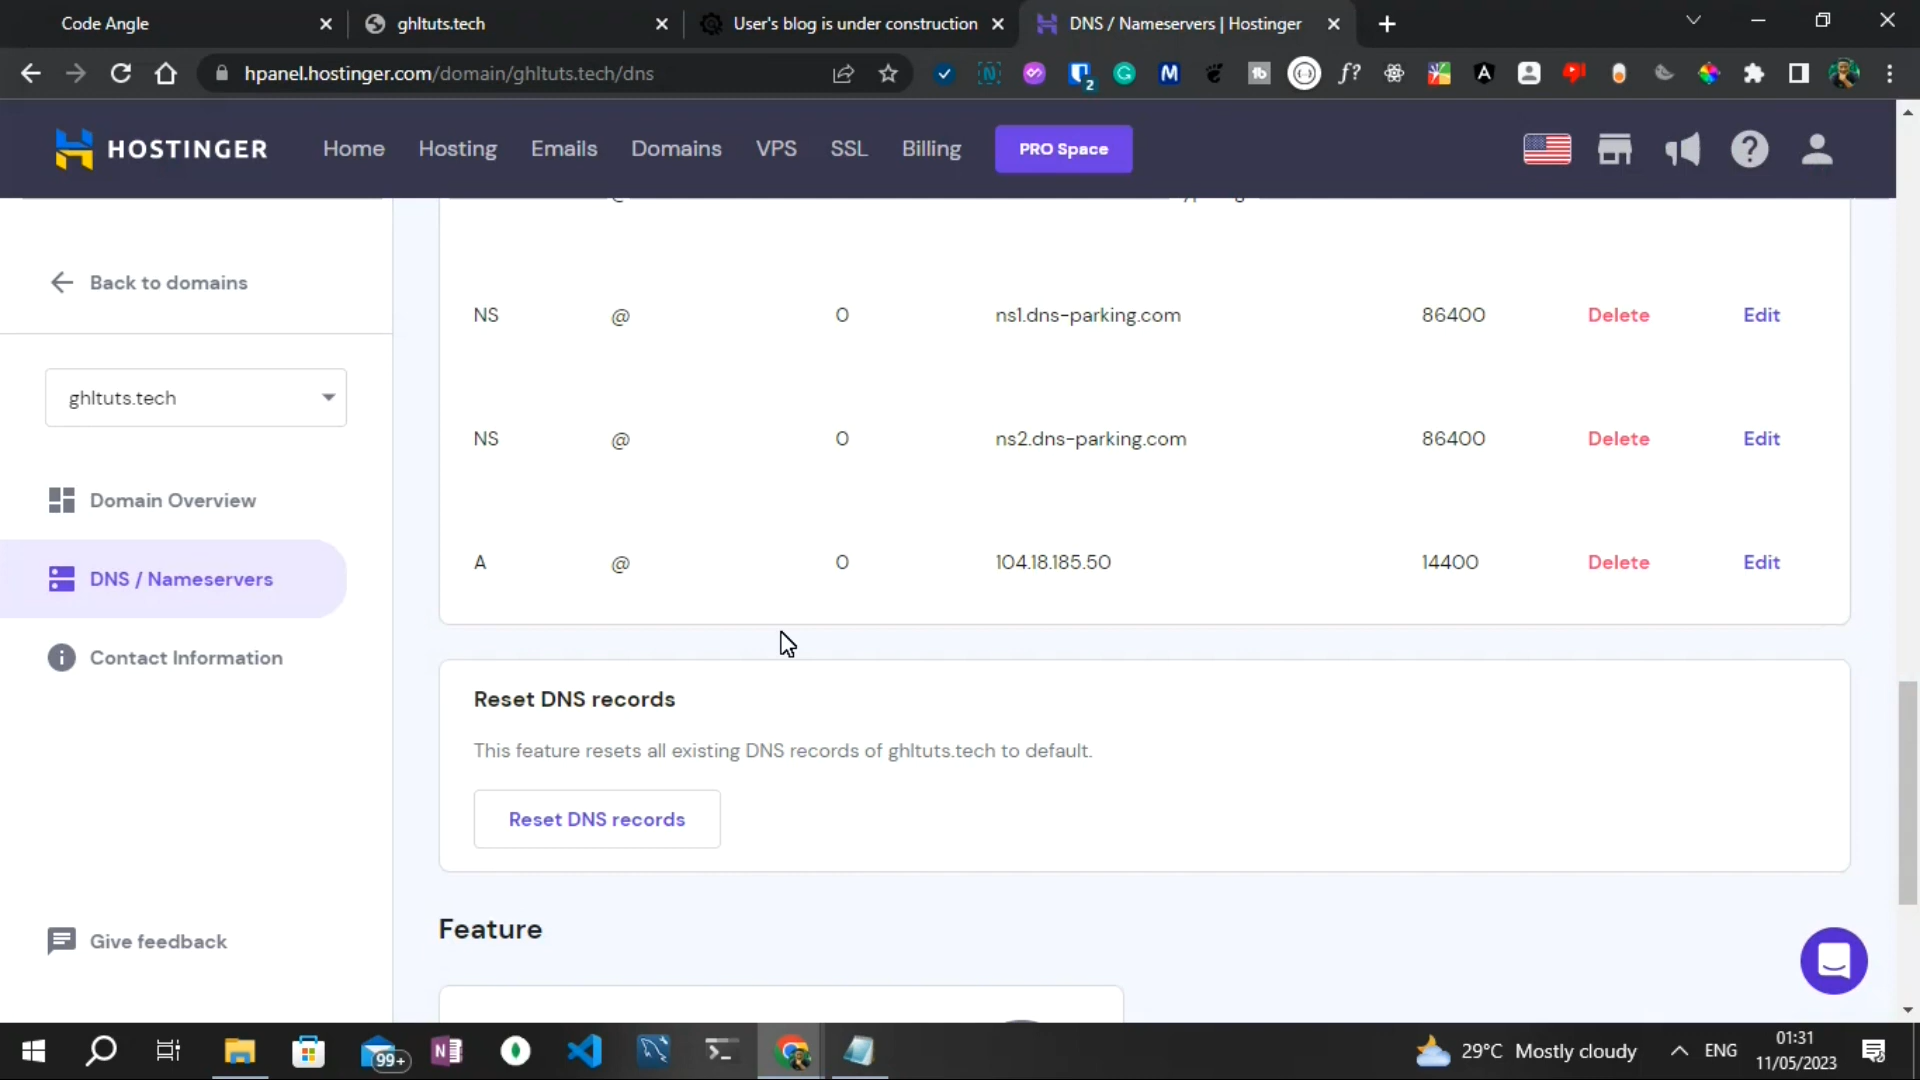 Code Angle
ghltuts.tech
User's blog is under construction
DNS / Nameservers | Hostinger
hpanel.hostinger.com/domain/ghltuts.tech/dns
2
f?
HOSTINGER
Home
Hosting
Emails
Domains
VPS
SSL
Billing
PRO Space
Back to domains
ghltuts.tech
Domain Overview
DNS / Nameservers
Contact Information
Give feedback
NS @ 0 ns1.dns-parking.com 86400 Delete Edit
NS @ 0 ns2.dns-parking.com 86400 Delete Edit
A @ 0 104.18.185.50 14400 Delete Edit
Reset DNS records
This feature resets all existing DNS records of ghltuts.tech to default.
Reset DNS records
Feature
99+
29°C Mostly cloudy
ENG
01:31
11/05/2023